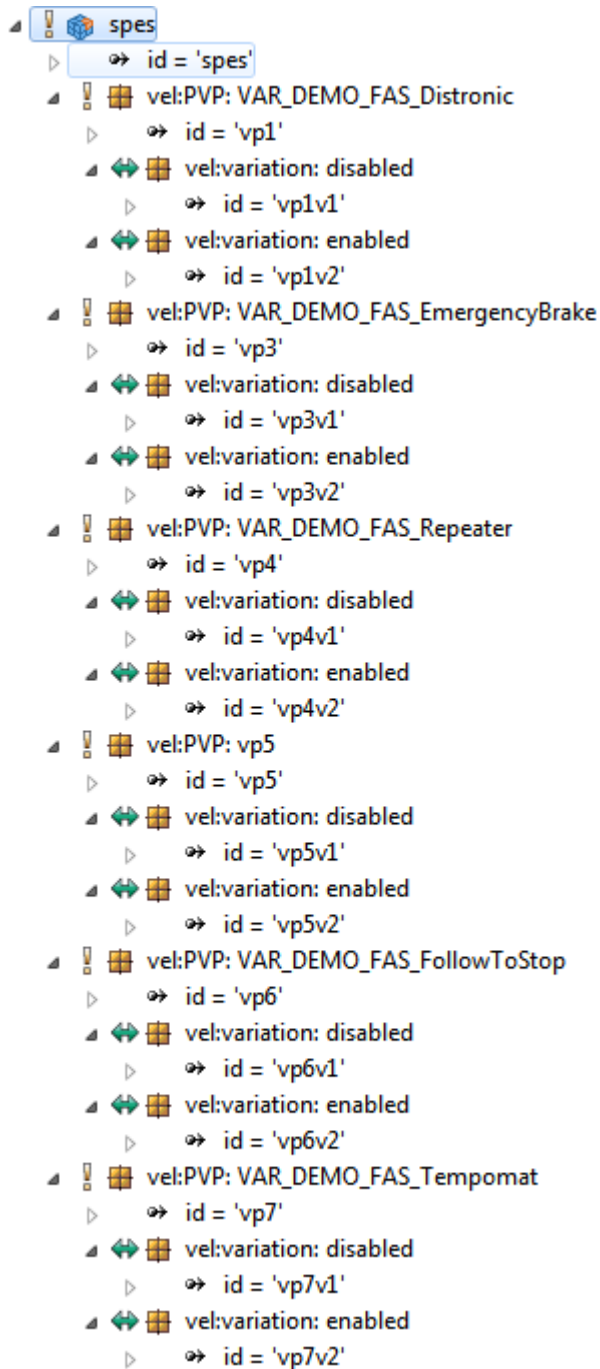 spes
id = 'spes'
vel:PVP: VAR_DEMO_FAS_Distronic
id = 'vp1'
vel:variation: disabled
id = 'vp1v1'
vel:variation: enabled
id = 'vp1v2'
vel:PVP: VAR_DEMO_FAS_EmergencyBrake
id = 'vp3'
vel:variation: disabled
id = 'vp3v1'
vel:variation: enabled
id = 'vp3v2'
vel:PVP: VAR_DEMO_FAS_Repeater
id = 'vp4'
vel:variation: disabled
id = 'vp4v1'
vel:variation: enabled
id = 'vp4v2'
vel:PVP: vp5
id = 'vp5'
vel:variation: disabled
id = 'vp5v1'
vel:variation: enabled
id = 'vp5v2'
vel:PVP: VAR_DEMO_FAS_FollowToStop
id = 'vp6'
vel:variation: disabled
id = 'vp6v1'
vel:variation: enabled
id = 'vp6v2'
vel:PVP: VAR_DEMO_FAS_Tempomat
id = 'vp7'
vel:variation: disabled
id = 'vp7v1'
vel:variation: enabled
id = 'vp7v2'